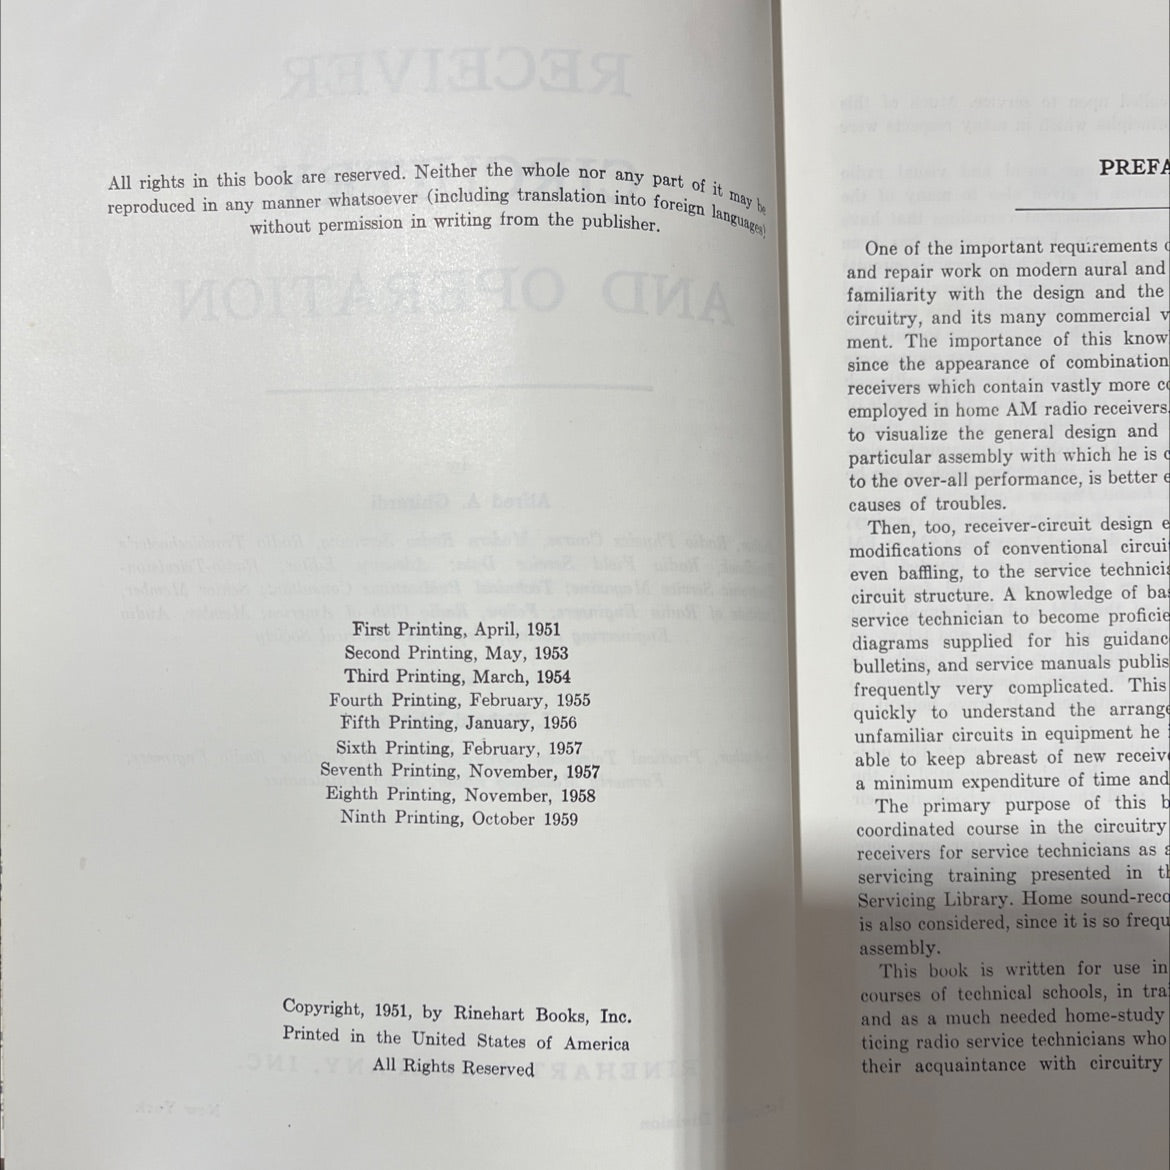 All rights in this book are reserved. Neither the whole nor any part of it may be
reproduced in any manner whatsoever (including translation into foreign languages)
without permission in writing from the publisher.
First Printing, April, 1951
Second Printing, May, 1953
Third Printing, March, 1954
Fourth Printing, February, 1955
Fifth Printing, January, 1956
Sixth Printing, February, 1957
Seventh Printing, November, 1957
Eighth Printing, November, 1958
Ninth Printing, October 1959
Copyright, 1951, by Rinehart Books, Inc.
Printed in the United States of America
All Rights Reserved
PREFA
One of the important requirements
and repair work on modern aural and
familiarity with the design and the
circuitry, and its many commercial v
ment. The importance of this know
since the appearance of combination
receivers which contain vastly more co
employed in home AM radio receivers.
to visualize the general design and
particular assembly with which he is
to the over-all performance, is better e
causes of troubles.
Then, too, receiver-circuit design e
modifications of conventional circui
even baffling, to the service technicia
circuit structure. A knowledge of ba
service technician to become proficie
diagrams supplied for his guidanc
bulletins, and service manuals publis
frequently very complicated. This
quickly to understand the arrange
unfamiliar circuits in equipment he
able to keep abreast of new receive
a minimum expenditure of time and
The primary purpose of this b
coordinated course in the circuitry
receivers for service technicians as a
servicing training presented in th
Servicing Library. Home sound-reco
is also considered, since it is so frequ
assembly.
This book is written for use in
courses of technical schools, in trai
and as a much needed home-study
ticing radio service technicians who
their acquaintance with circuitry